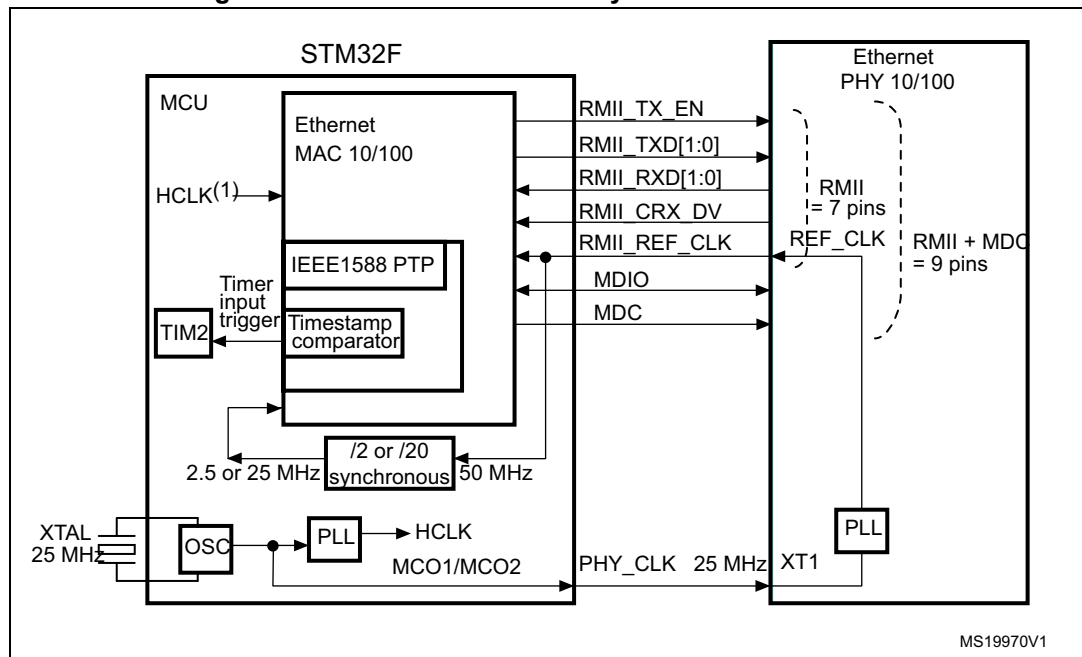 STM32F
MCU
Ethernet
MAC 10/100
HCLK(1)
IEEE1588 PTP
Timer
input
trigger
TIM2
Timestamp
comparator
/2 or /20
synchronous
2.5 or 25 MHz
50 MHz
XTAL
25 MHz
OSC
PLL
HCLK
MCO1/MCO2
RMII_TX_EN
RMII_TXD[1:0]
RMII_RXD[1:0]
RMII_CRX_DV
RMII_REF_CLK
MDIO
MDC
PHY_CLK 25 MHz
Ethernet
PHY 10/100
RMII
= 7 pins
REF_CLK
RMII + MDC
= 9 pins
PLL
XT1
MS19970V1